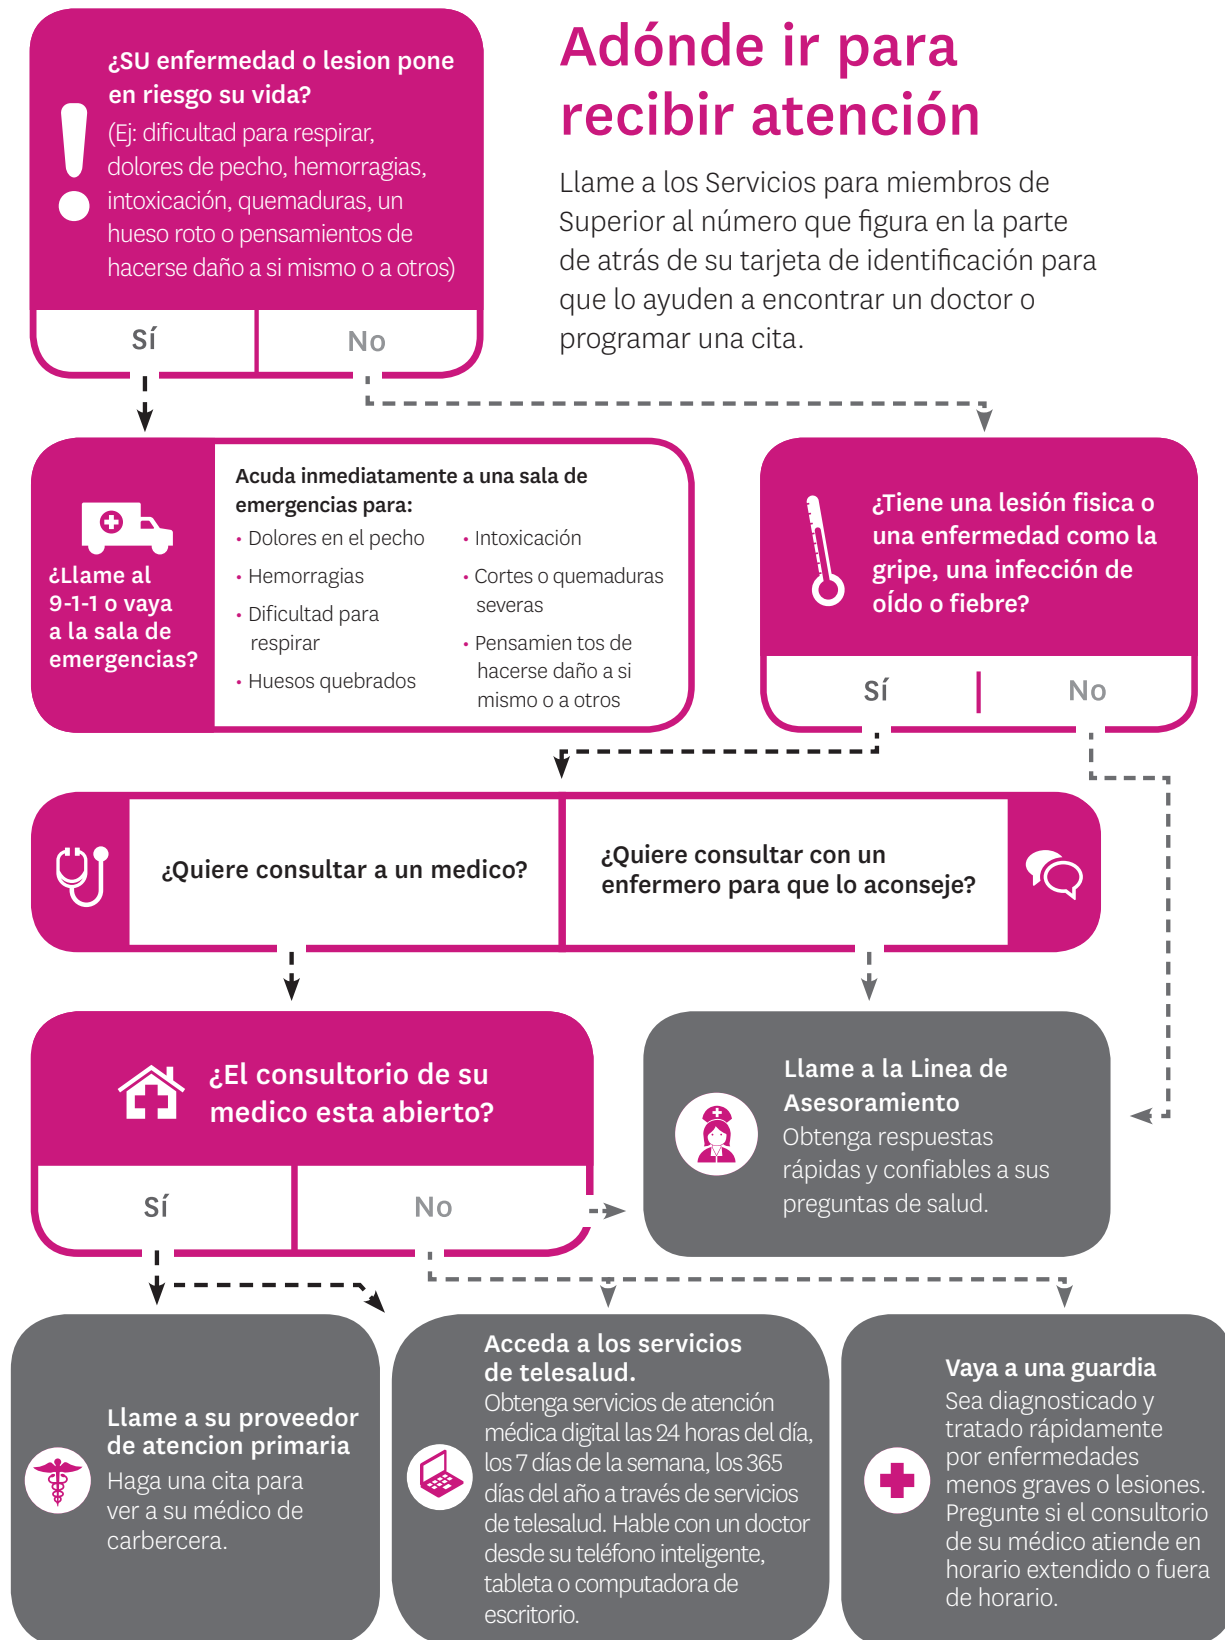 ¿SU enfermedad o lesion pone
en riesgo su vida?
(Ej: dificultad para respirar,
dolores de pecho, hemorragias,
intoxicación, quemaduras, un
hueso roto o pensamientos de
hacerse daño a si mismo o a otros)
Sí
No
Adónde ir para
recibir atención
Llame a los Servicios para miembros de
Superior al número que figura en la parte
de atrás de su tarjeta de identificación para
que lo ayuden a encontrar un doctor o
programar una cita.
¿Llame al
9-1-1 o vaya
a la sala de
emergencias?
Acuda inmediatamente a una sala de
emergencias para:
• Dolores en el pecho
• Hemorragias
• Dificultad para
respirar
• Huesos quebrados
• Intoxicación
• Cortes o quemaduras
severas
• Pensamien tos de
hacerse daño a si
mismo o a otros
¿Tiene una lesión fisica o
una enfermedad como la
gripe, una infección de
oÍdo o fiebre?
Sí
No
¿Quiere consultar a un medico?
¿Quiere consultar con un
enfermero para que lo aconseje?
¿El consultorio de su
medico esta abierto?
Sí
No
Llame a la Linea de
Asesoramiento
Obtenga respuestas
rápidas y confiables a sus
preguntas de salud.
Llame a su proveedor
de atencion primaria
Haga una cita para
ver a su médico de
carbercera.
Acceda a los servicios
de telesalud.
Obtenga servicios de atención
médica digital las 24 horas del día,
los 7 días de la semana, los 365
días del año a través de servicios
de telesalud. Hable con un doctor
desde su teléfono inteligente,
tableta o computadora de
escritorio.
Vaya a una guardia
Sea diagnosticado y
tratado rápidamente
por enfermedades
menos graves o lesiones.
Pregunte si el consultorio
de su médico atiende en
horario extendido o fuera
de horario.